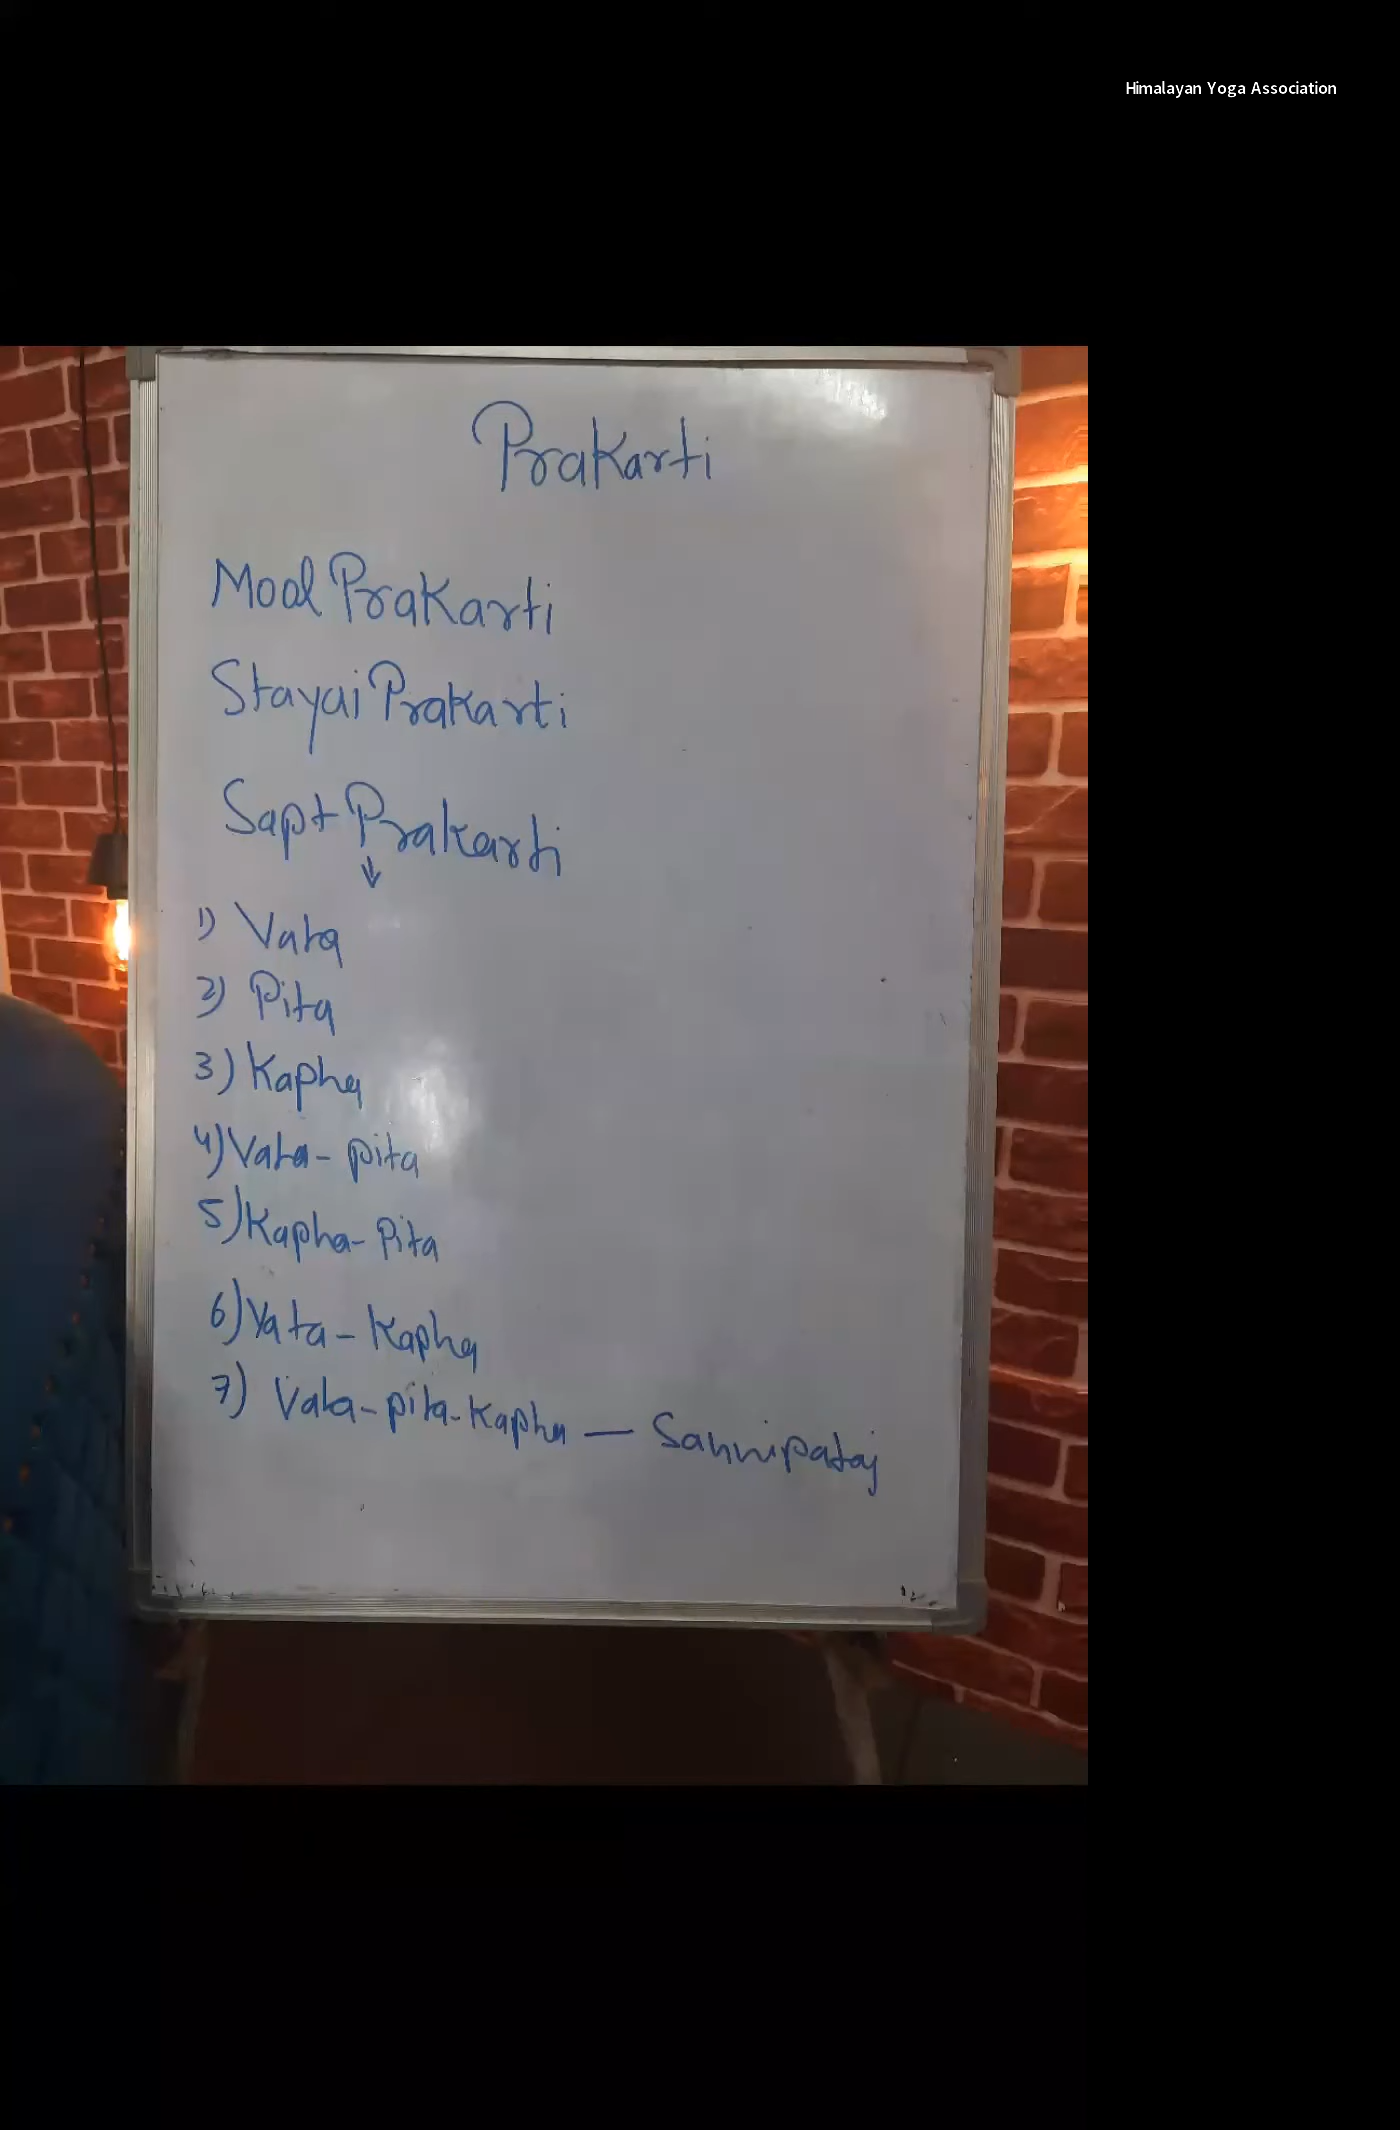 Himalayan Yoga Association
Prakarti
Mool Prakarti
Stayai Prakarti
Sapt Prakarti
↓
1) Vata
2) Pita
3) Kapha
4) Vata - pita
5) Kapha - Pita
6) Vata - Kapha
7) Vata - pita - Kapha — Sannipataj